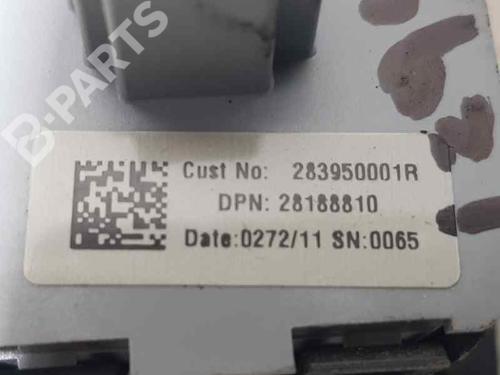 B-PARTS
Cust No: 283950001R
DPN: 28188810
Date:0272/11 SN:0065